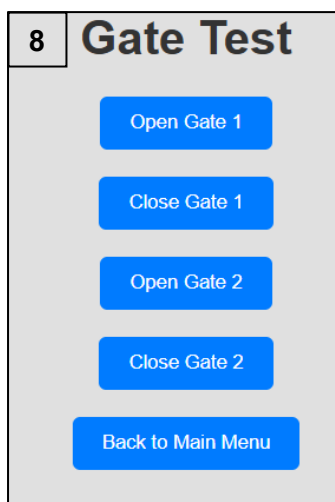 8
Gate Test
Open Gate 1
Close Gate 1
Open Gate 2
Close Gate 2
Back to Main Menu